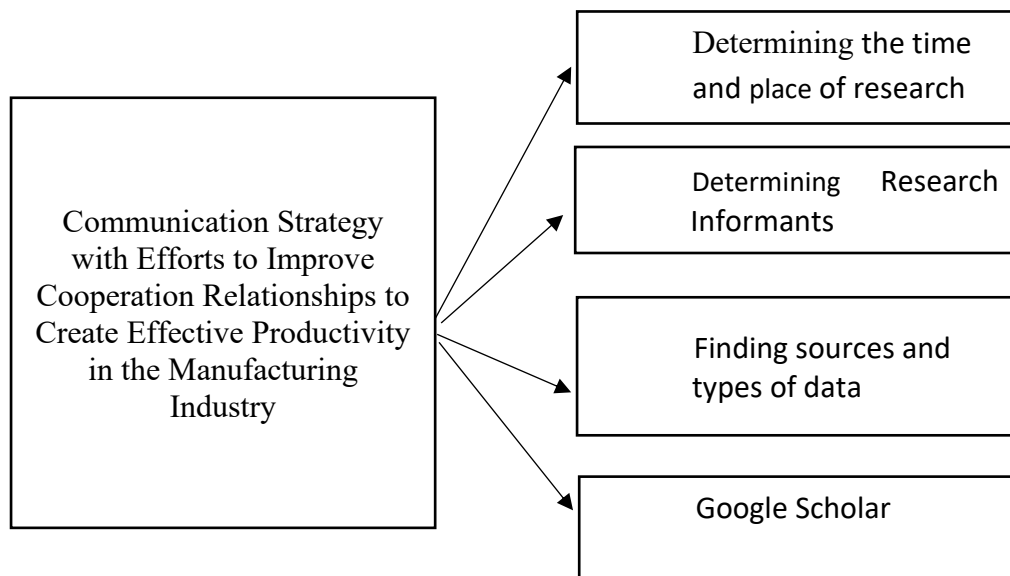 Communication Strategy
with Efforts to Improve
Cooperation Relationships to
Create Effective Productivity
in the Manufacturing
Industry
Determining the time
and place of research
Determining Research
Informants
Finding sources and
types of data
Google Scholar